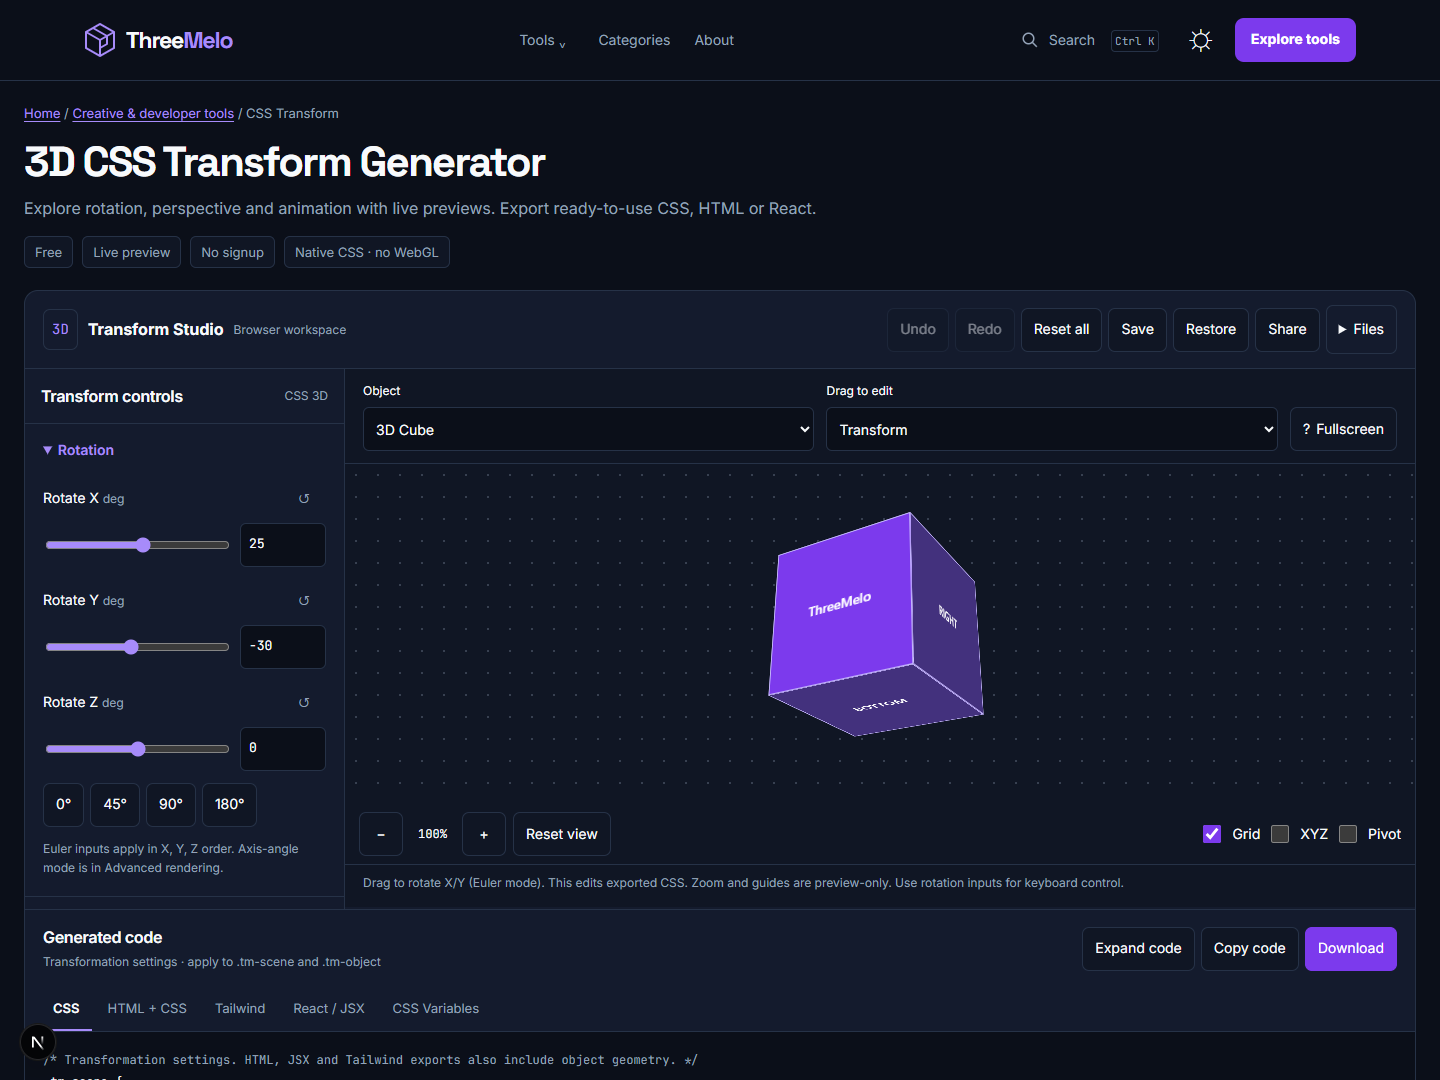 ThreeMelo
Tools
Categories
About
Search
Ctrl K
Explore tools
Home / Creative & developer tools / CSS Transform
3D CSS Transform Generator
Explore rotation, perspective and animation with live previews. Export ready-to-use CSS, HTML or React.
Free
Live preview
No signup
Native CSS · no WebGL
3D
Transform Studio
Browser workspace
Undo
Redo
Reset all
Save
Restore
Share
▶ Files
Transform controls
CSS 3D
Object
3D Cube
Drag to edit
Transform
? Fullscreen
▼ Rotation
Rotate X deg
↺
25
Rotate Y deg
↺
-30
Rotate Z deg
↺
0
0°
45°
90°
180°
Euler inputs apply in X, Y, Z order. Axis-angle
mode is in Advanced rendering.
ThreeMelo
RIGHT
BOTTOM
−
100%
+
Reset view
Grid
XYZ
Pivot
Drag to rotate X/Y (Euler mode). This edits exported CSS. Zoom and guides are preview-only. Use rotation inputs for keyboard control.
Generated code
Transformation settings · apply to .tm-scene and .tm-object
Expand code
Copy code
Download
CSS
HTML + CSS
Tailwind
React / JSX
CSS Variables
N
/* Transformation settings. HTML, JSX and Tailwind exports also include object geometry. */